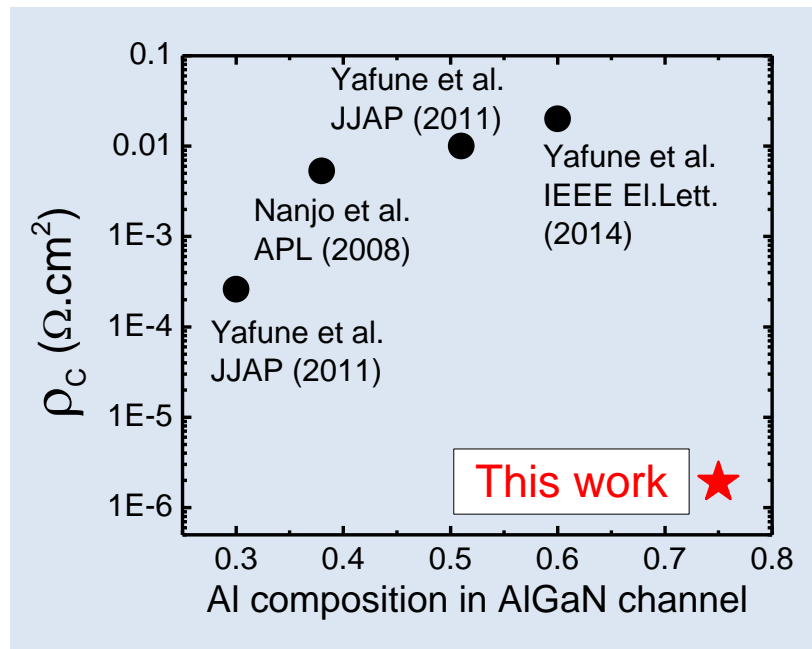 0.1
0.01
1E-3
1E-4
1E-5
1E-6
ρC (Ω.cm²)
Yafune et al.
JJAP (2011)
Nanjo et al.
APL (2008)
Yafune et al.
IEEE El.Lett.
(2014)
Yafune et al.
JJAP (2011)
This work
0.3 0.4 0.5 0.6 0.7 0.8
Al composition in AlGaN channel